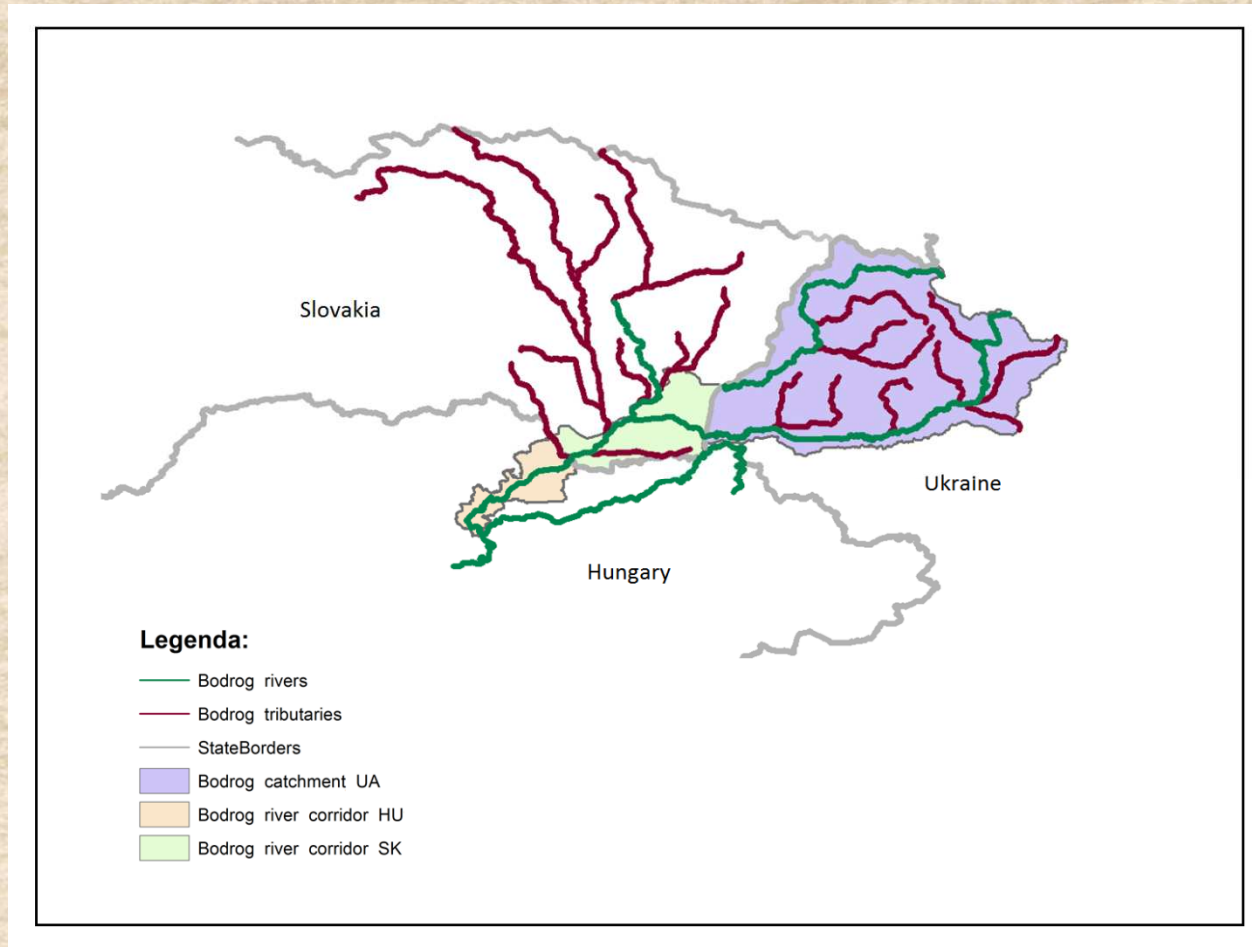 Slovakia
Ukraine
Hungary
Legenda:
Bodrog rivers
Bodrog tributaries
StateBorders
Bodrog catchment UA
Bodrog river corridor HU
Bodrog river corridor SK